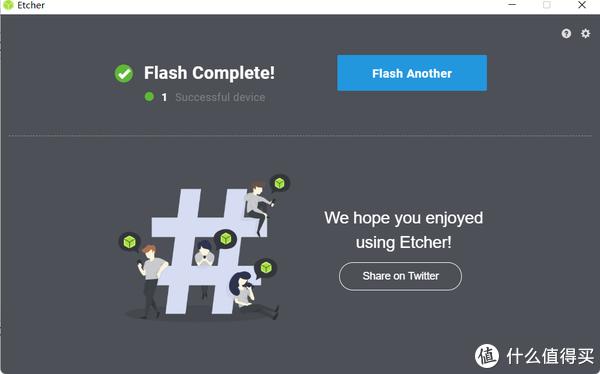 Etcher
Flash Complete!
Flash Another
1 Successful device
We hope you enjoyed
using Etcher!
Share on Twitter
值 什么值得买